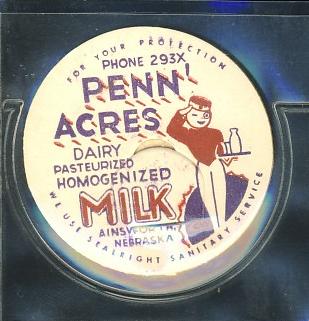 FOR YOUR PROTECTION
PHONE 293X
PENN
ACRES
DAIRY
PASTEURIZED
HOMOGENIZED
MILK
AINSWORTH,
NEBRASKA
WE USE SEALRIGHT SANITARY SERVICE